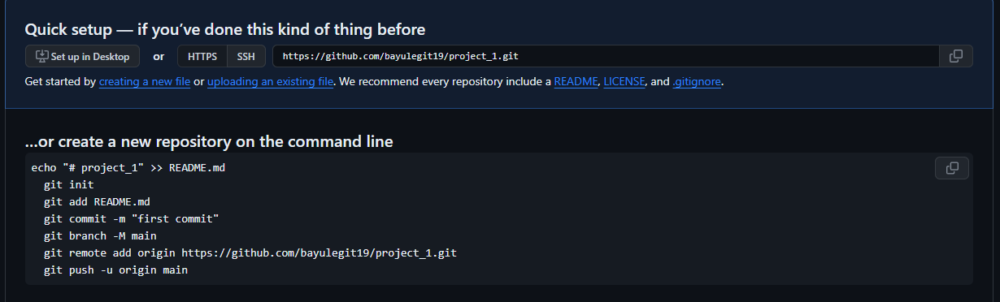 Quick setup — if you’ve done this kind of thing before
Set up in Desktop or HTTPS SSH https://github.com/bayulegit19/project_1.git
Get started by creating a new file or uploading an existing file. We recommend every repository include a README, LICENSE, and .gitignore.
…or create a new repository on the command line
echo "# project_1" >> README.md
git init
git add README.md
git commit -m "first commit"
git branch -M main
git remote add origin https://github.com/bayulegit19/project_1.git
git push -u origin main